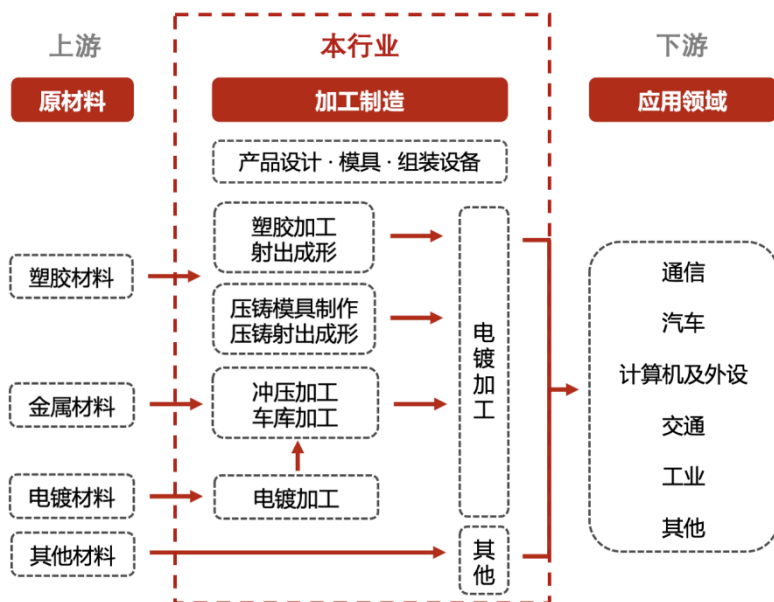 上游
本行业
下游
原材料
加工制造
应用领域
产品设计·模具·组装设备
塑胶材料
金属材料
电镀材料
其他材料
塑胶加工
射出成形
压铸模具制作
压铸射出成形
冲压加工
车库加工
电镀加工
电镀加工
其他
通信
汽车
计算机及外设
交通
工业
其他